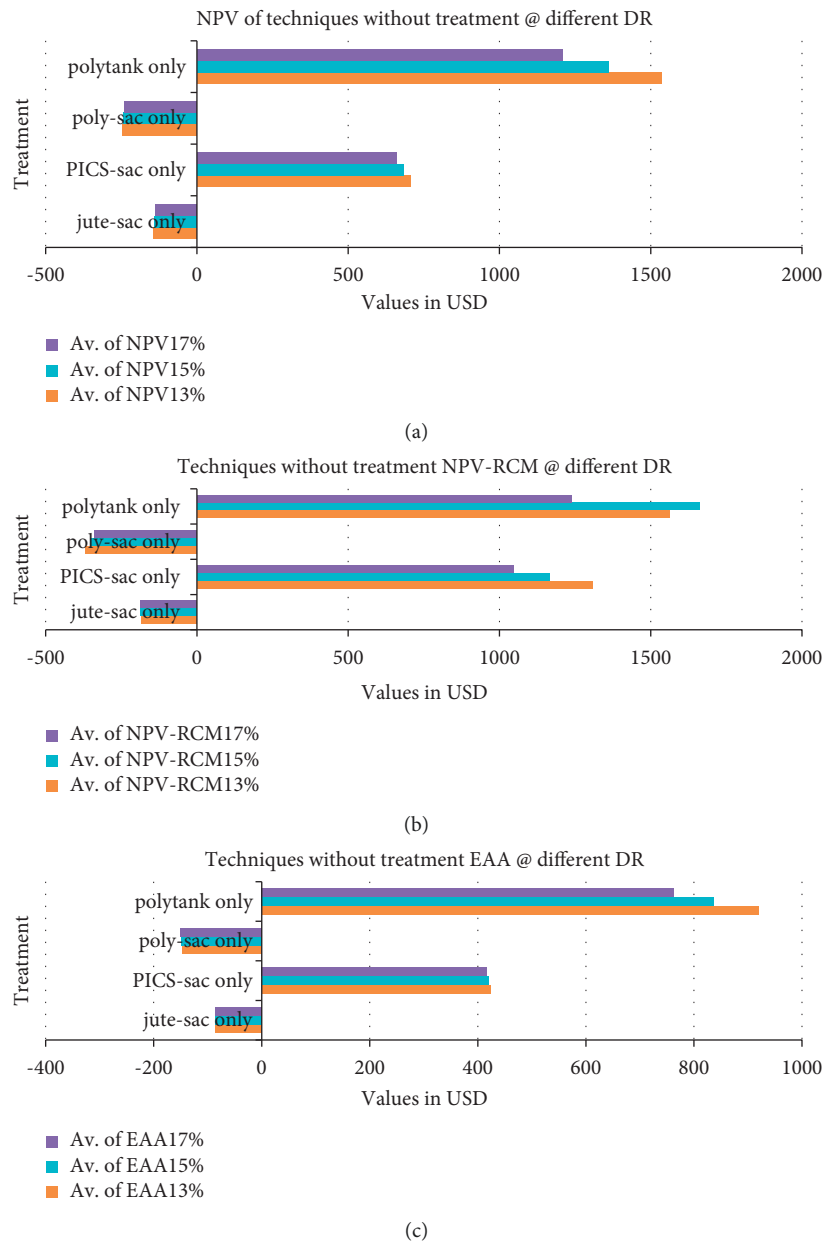 NPV of techniques without treatment @ different DR
Treatment
polytank only
poly-sac only
PICS-sac only
jute-sac only
-500 0 500 1000 1500 2000
Values in USD
Av. of NPV17%
Av. of NPV15%
Av. of NPV13%
(a)
Techniques without treatment NPV-RCM @ different DR
Treatment
polytank only
poly-sac only
PICS-sac only
jute-sac only
-500 0 500 1000 1500 2000
Values in USD
Av. of NPV-RCM17%
Av. of NPV-RCM15%
Av. of NPV-RCM13%
(b)
Techniques without treatment EAA @ different DR
Treatment
polytank only
poly-sac only
PICS-sac only
jute-sac only
-400 -200 0 200 400 600 800 1000
Values in USD
Av. of EAA17%
Av. of EAA15%
Av. of EAA13%
(c)